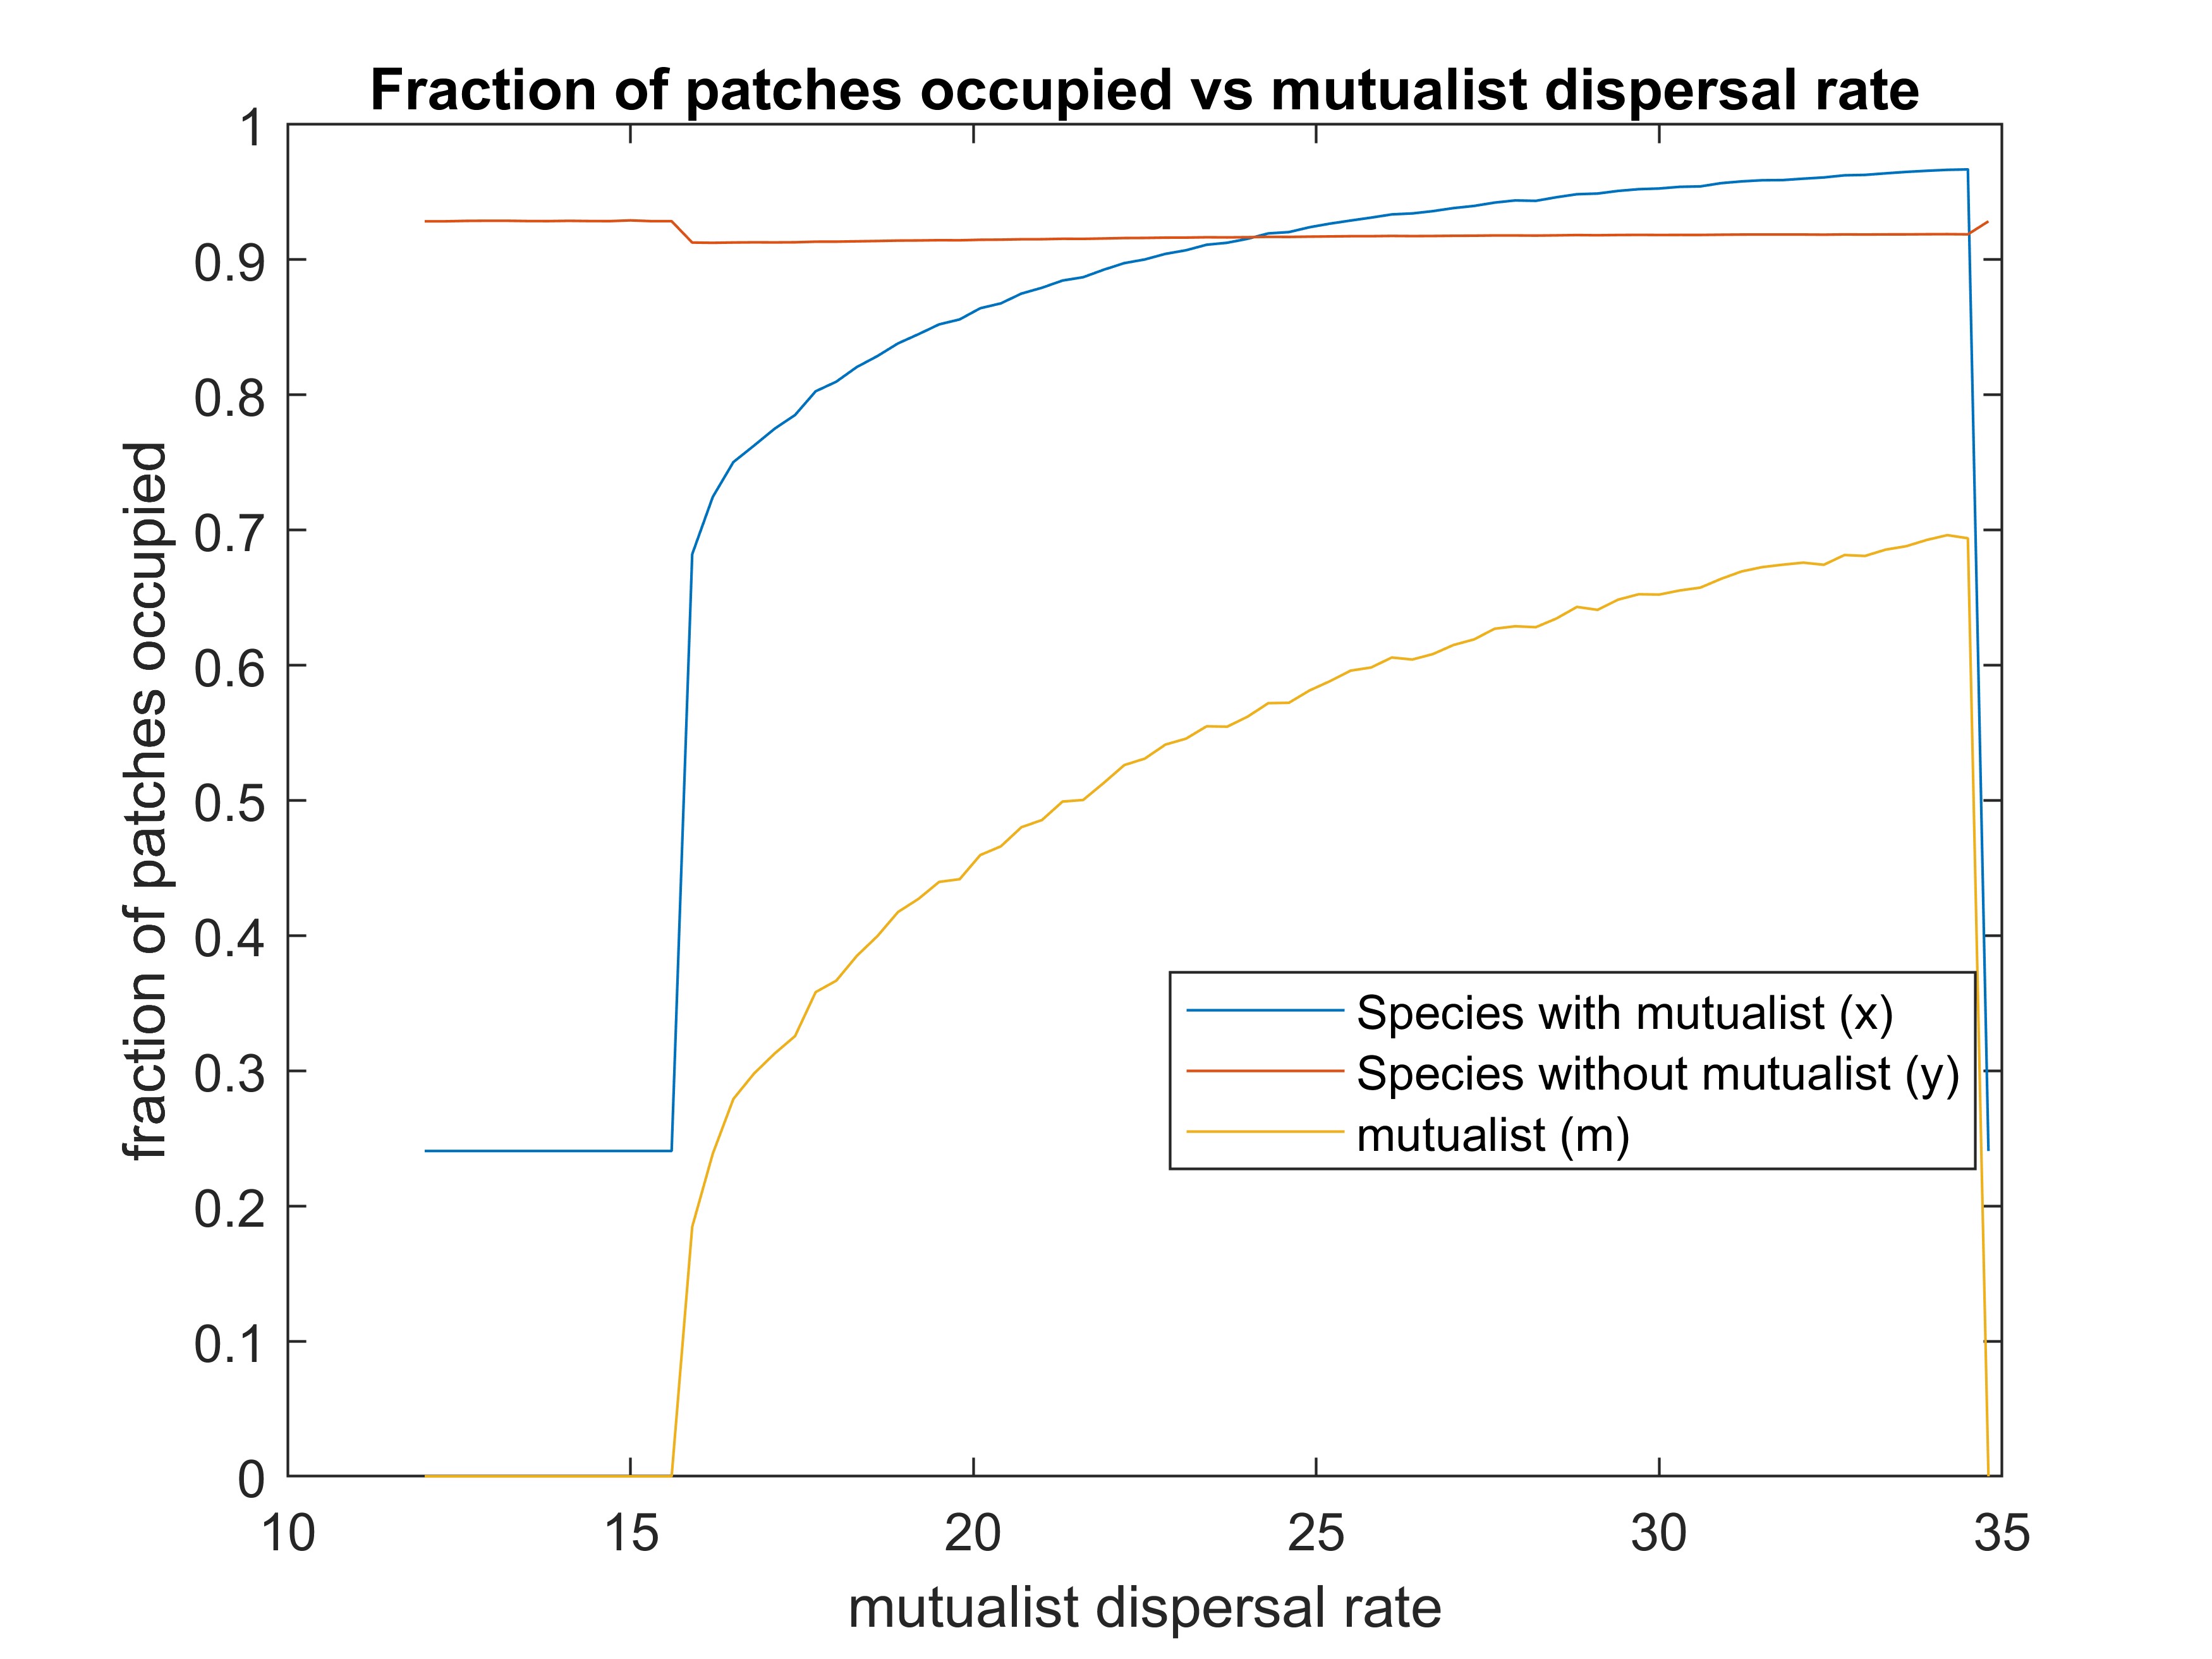 Fraction of patches occupied vs mutualist dispersal rate
fraction of patches occupied
1
0.9
0.8
0.7
0.6
0.5
0.4
0.3
0.2
0.1
0
Species with mutualist (x)
Species without mutualist (y)
mutualist (m)
10 15 20 25 30 35
mutualist dispersal rate